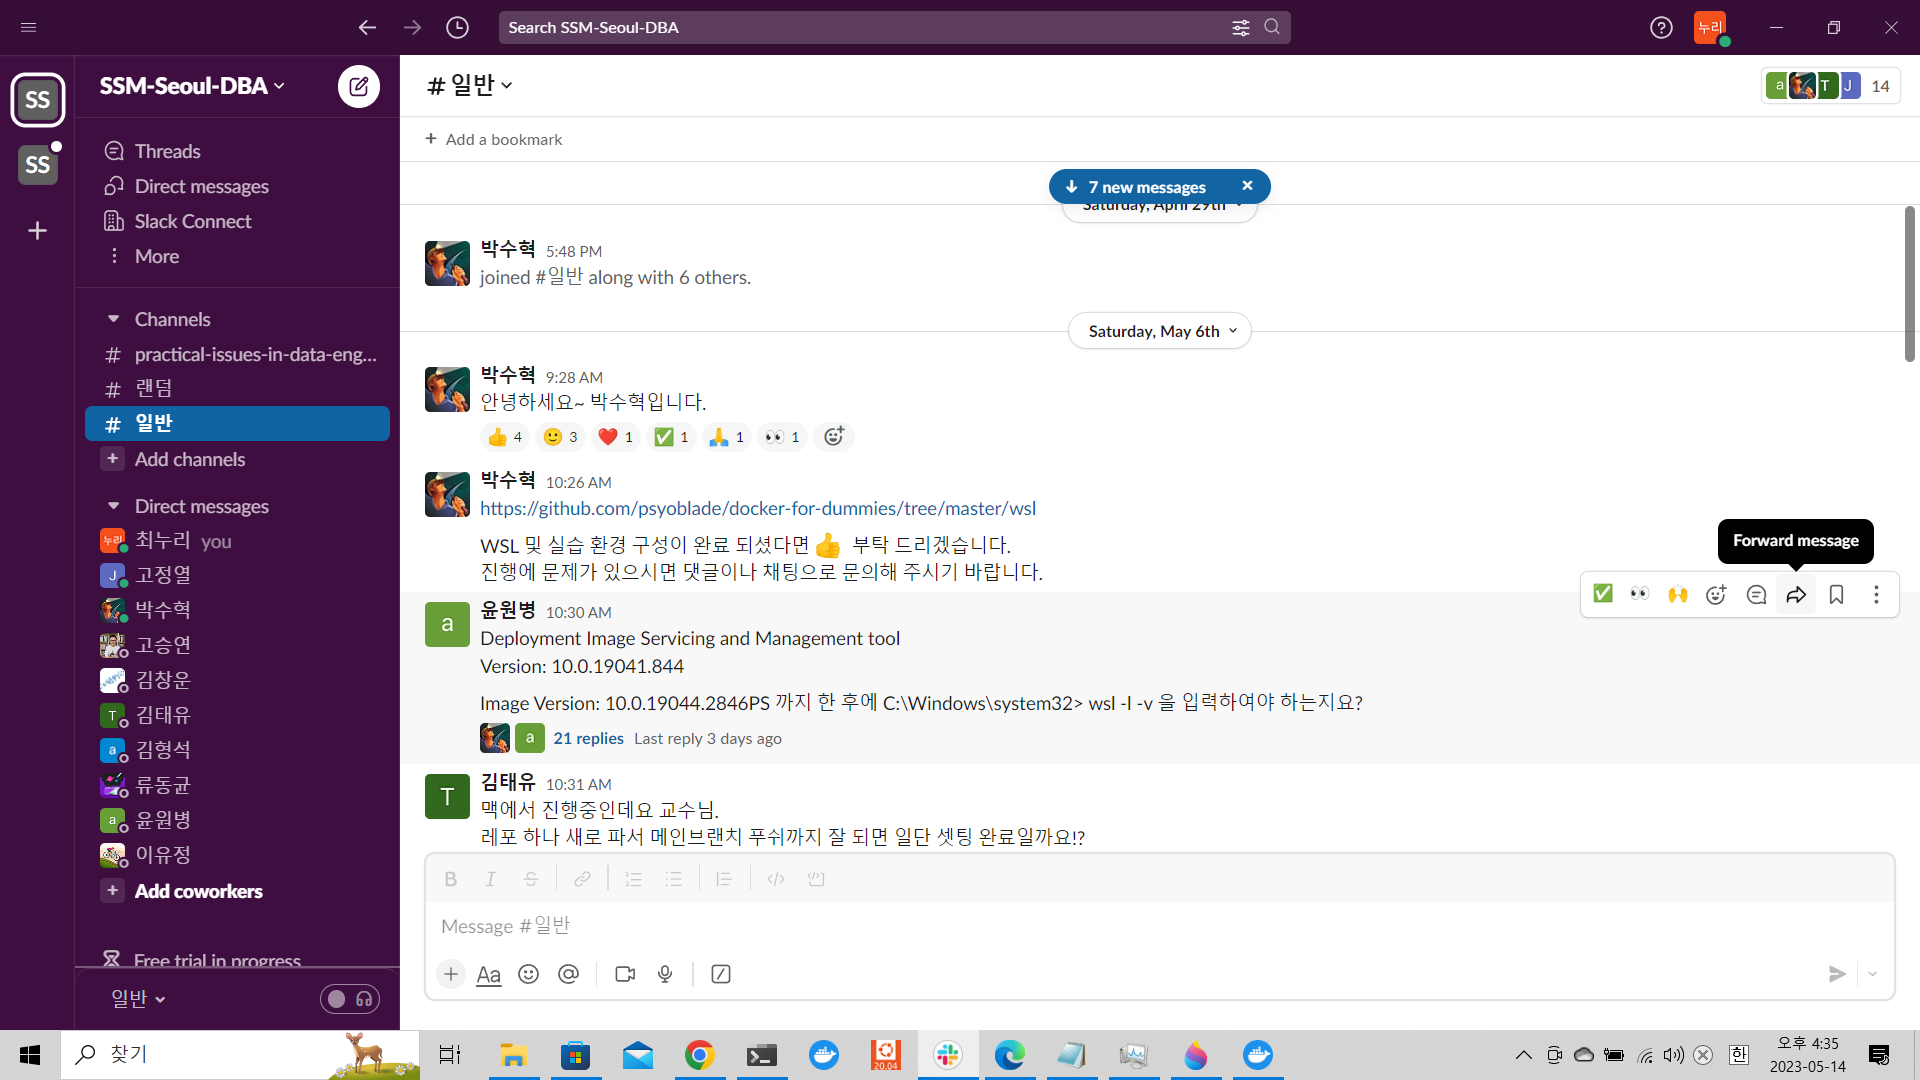 Search SSM-Seoul-DBA
누리
SS
SS
SSM-Seoul-DBA
Threads
Direct messages
Slack Connect
More
Channels
# practical-issues-in-data-eng...
# 랜덤
# 일반
+ Add channels
Direct messages
누리 최누리 you
J 고정열
박수혁
고승연
김창운
T 김태유
a 김형석
류동균
a 윤원병
이유정
+ Add coworkers
Free trial in progress
일반
# 일반
a T J 14
+ Add a bookmark
7 new messages
Saturday, April 29th
박수혁 5:48 PM
joined #일반 along with 6 others.
Saturday, May 6th
박수혁 9:28 AM
안녕하세요~ 박수혁입니다.
👍 4 🙂 3 ❤️ 1 ✅ 1 🙏 1 👀 1
박수혁 10:26 AM
https://github.com/psyoblade/docker-for-dummies/tree/master/wsl
WSL 및 실습 환경 구성이 완료 되셨다면 👍 부탁 드리겠습니다.
진행에 문제가 있으시면 댓글이나 채팅으로 문의해 주시기 바랍니다.
Forward message
a 윤원병 10:30 AM
Deployment Image Servicing and Management tool
Version: 10.0.19041.844
Image Version: 10.0.19044.2846PS 까지 한 후에 C:\Windows\system32> wsl -l -v 을 입력하여야 하는지요?
a 21 replies Last reply 3 days ago
T 김태유 10:31 AM
맥에서 진행중인데요 교수님.
레포 하나 새로 파서 메인브랜치 푸쉬까지 잘 되면 일단 셋팅 완료일까요!?
B I S
Message #일반
+ Aa @
찾기
20.04
한
오후 4:35
2023-05-14